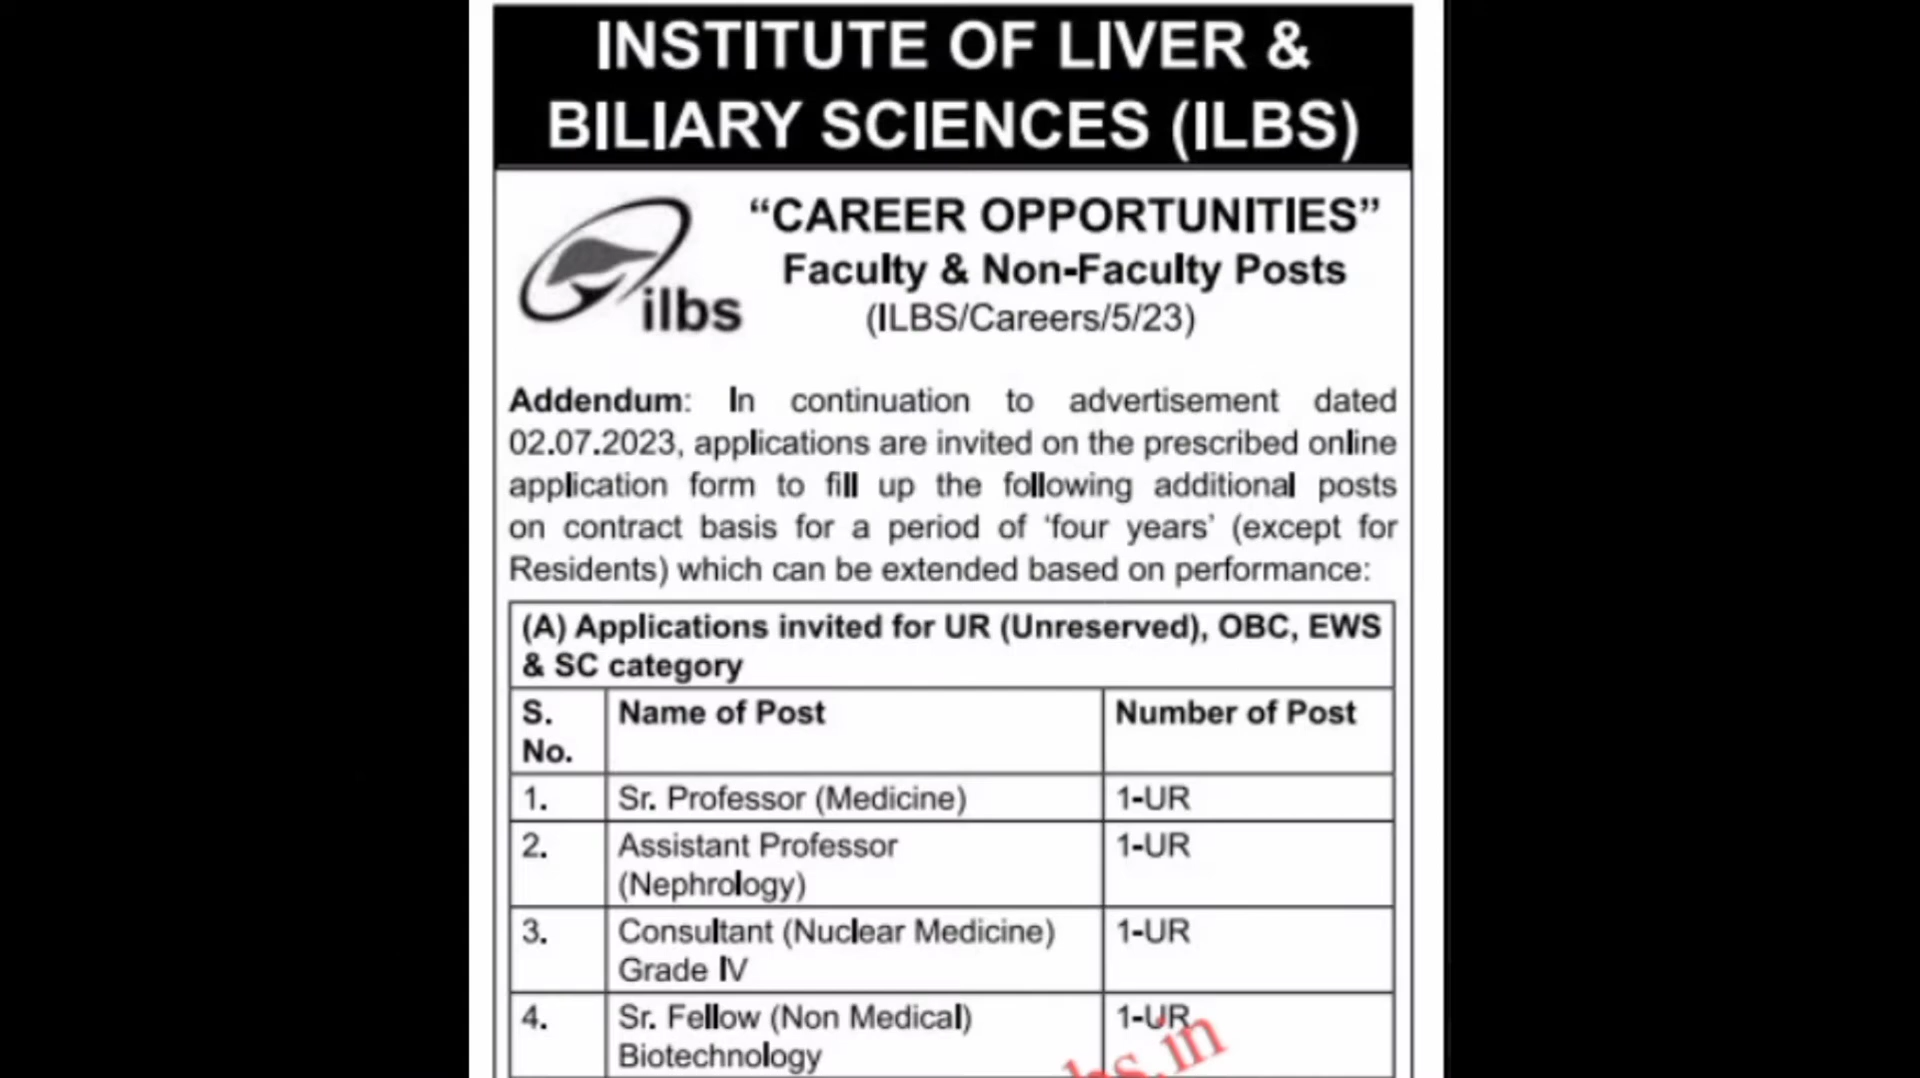 INSTITUTE OF LIVER &
BILIARY SCIENCES (ILBS)
ilbs
“CAREER OPPORTUNITIES”
Faculty & Non-Faculty Posts
(ILBS/Careers/5/23)
Addendum: In continuation to advertisement dated
02.07.2023, applications are invited on the prescribed online
application form to fill up the following additional posts
on contract basis for a period of ‘four years’ (except for
Residents) which can be extended based on performance:
(A) Applications invited for UR (Unreserved), OBC, EWS
& SC category
S. No. Name of Post Number of Post
1. Sr. Professor (Medicine) 1-UR
2. Assistant Professor 1-UR
(Nephrology)
3. Consultant (Nuclear Medicine) 1-UR
Grade IV
4. Sr. Fellow (Non Medical) 1-UR
Biotechnology